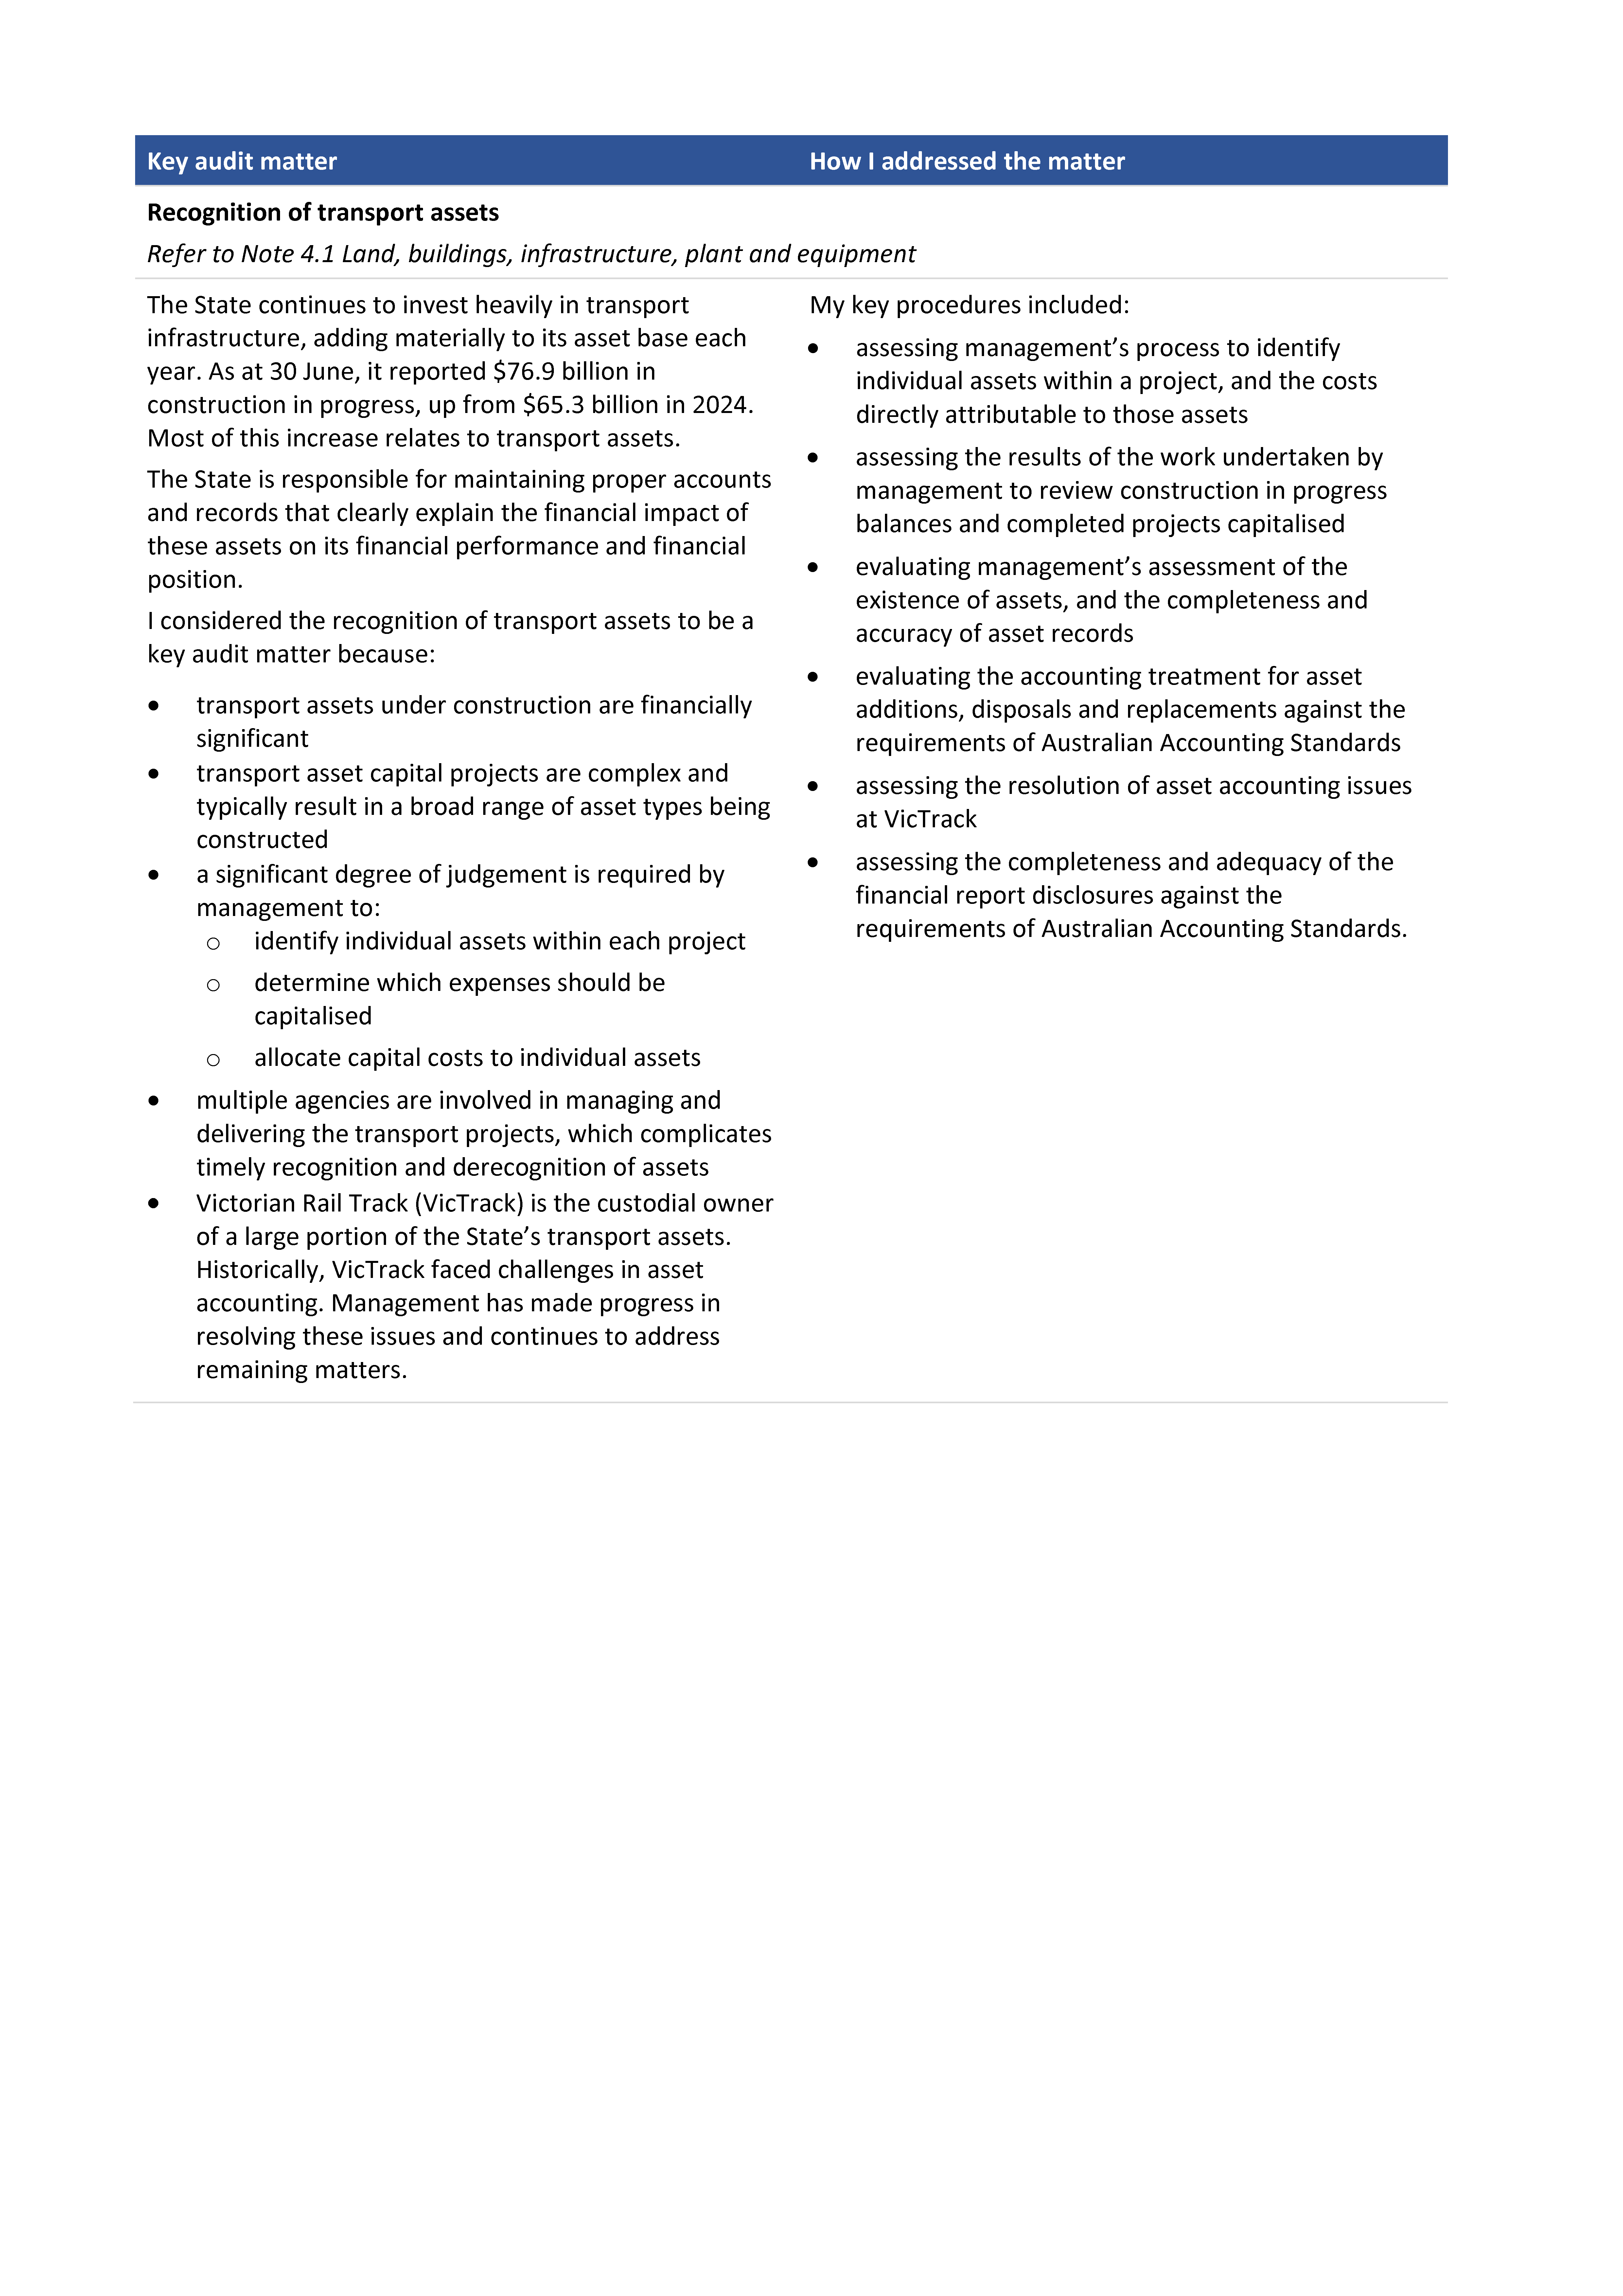 Key audit matter
How I addressed the matter
Recognition of transport assets
Refer to Note 4.1 Land, buildings, infrastructure, plant and equipment
The State continues to invest heavily in transport
infrastructure, adding materially to its asset base each
year. As at 30 June, it reported $76.9 billion in
construction in progress, up from $65.3 billion in 2024.
Most of this increase relates to transport assets.
The State is responsible for maintaining proper accounts
and records that clearly explain the financial impact of
these assets on its financial performance and financial
position.
I considered the recognition of transport assets to be a
key audit matter because:
• transport assets under construction are financially
significant
• transport asset capital projects are complex and
typically result in a broad range of asset types being
constructed
• a significant degree of judgement is required by
management to:
o identify individual assets within each project
o determine which expenses should be
capitalised
o allocate capital costs to individual assets
• multiple agencies are involved in managing and
delivering the transport projects, which complicates
timely recognition and derecognition of assets
• Victorian Rail Track (VicTrack) is the custodial owner
of a large portion of the State’s transport assets.
Historically, VicTrack faced challenges in asset
accounting. Management has made progress in
resolving these issues and continues to address
remaining matters.
My key procedures included:
• assessing management’s process to identify
individual assets within a project, and the costs
directly attributable to those assets
• assessing the results of the work undertaken by
management to review construction in progress
balances and completed projects capitalised
• evaluating management’s assessment of the
existence of assets, and the completeness and
accuracy of asset records
• evaluating the accounting treatment for asset
additions, disposals and replacements against the
requirements of Australian Accounting Standards
• assessing the resolution of asset accounting issues
at VicTrack
• assessing the completeness and adequacy of the
financial report disclosures against the
requirements of Australian Accounting Standards.